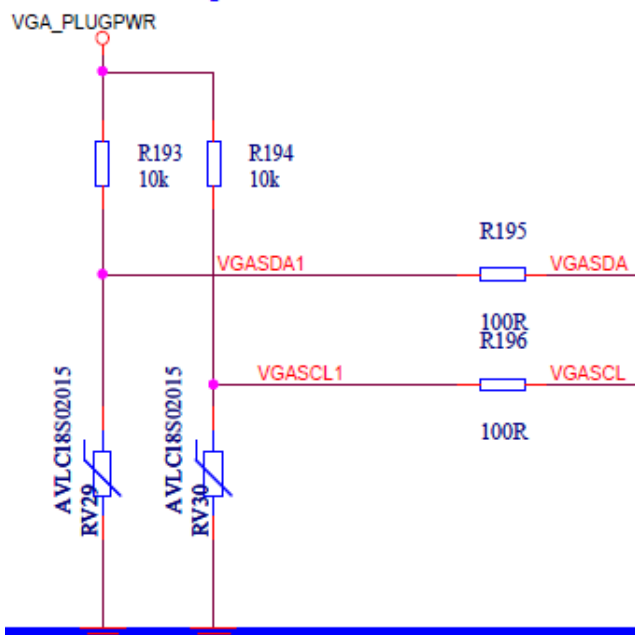 VGA_PLUGPWR
R193
10k
R194
10k
R195
VGASDA1
VGASDA
100R
R196
VGASCL1
VGASCL
100R
AVLC18S02015
RV29
AVLC18S02015
RV30